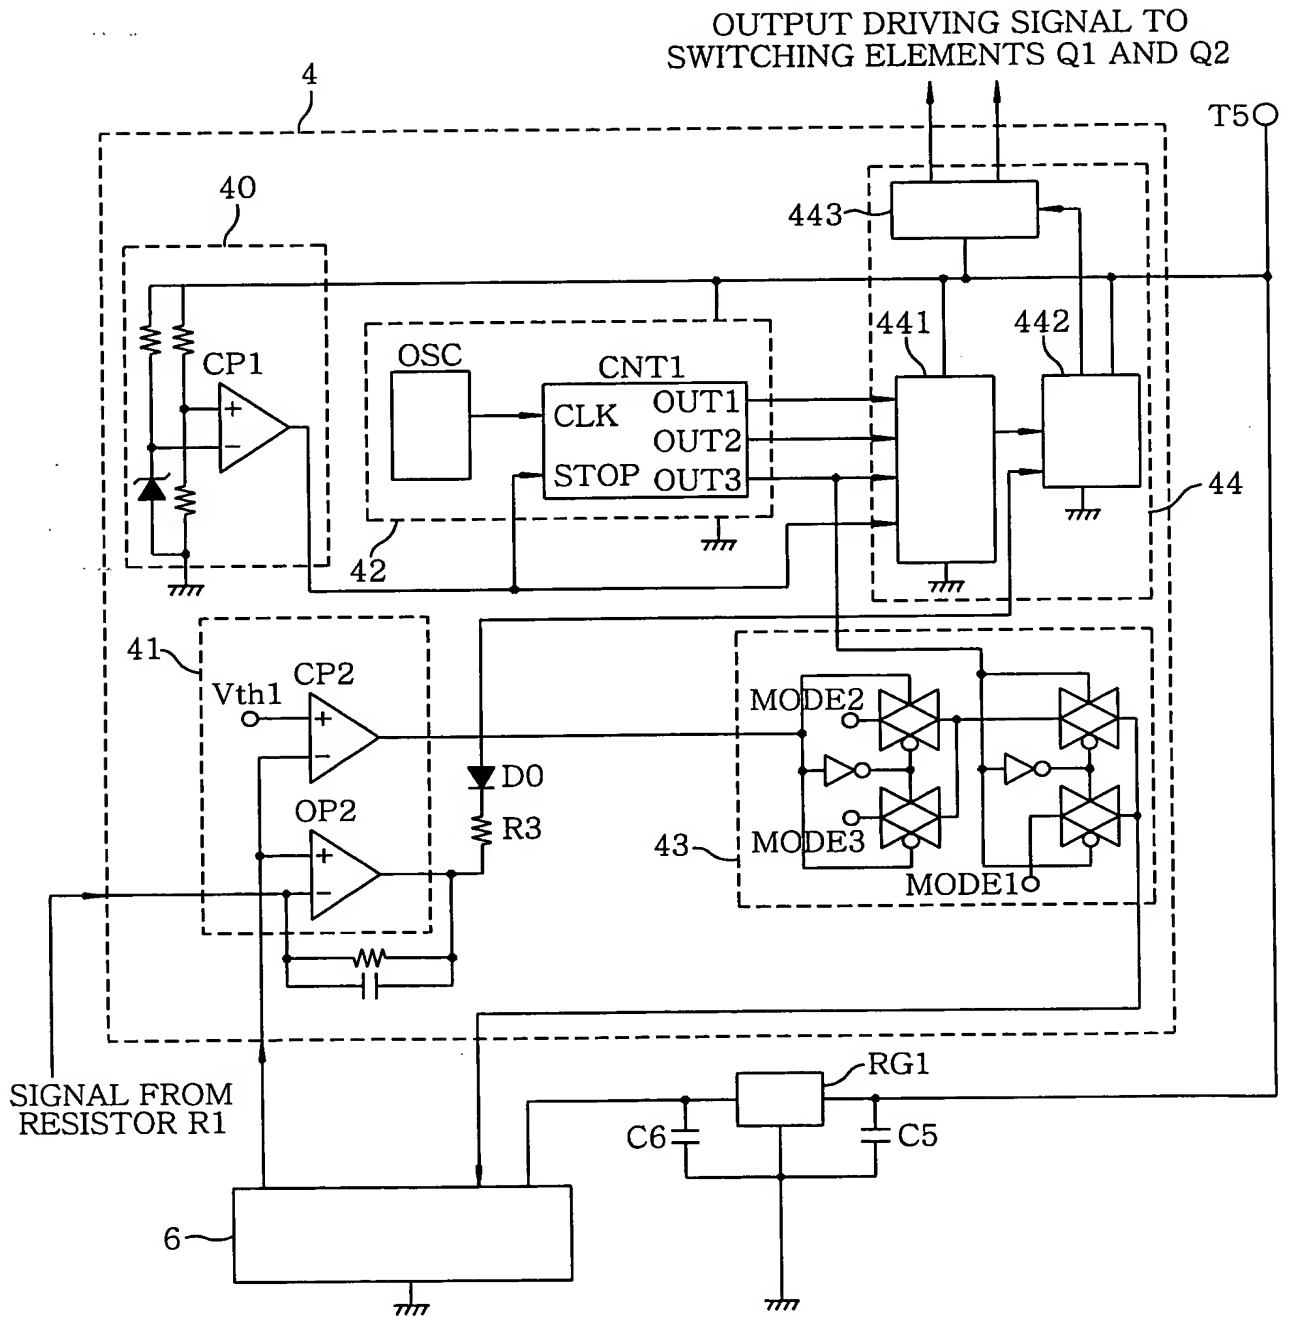 OUTPUT DRIVING SIGNAL TO
SWITCHING ELEMENTS Q1 AND Q2
4
T5
40
443
441
442
OSC
CNT1
CP1
+
−
CLK
STOP
OUT1
OUT2
OUT3
44
42
41
CP2
Vth1
+
−
MODE2
D0
OP2
R3
+
−
MODE3
43
MODE1
RG1
SIGNAL FROM
RESISTOR R1
C6
C5
6